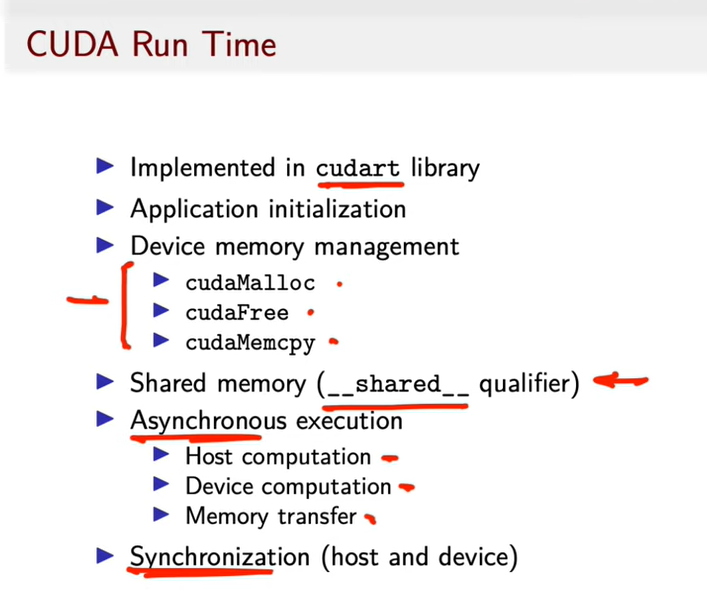 CUDA Run Time
▶ Implemented in cudart library
▶ Application initialization
▶ Device memory management
▶ cudaMalloc
▶ cudaFree
▶ cudaMemcpy
▶ Shared memory (__shared__ qualifier)
▶ Asynchronous execution
▶ Host computation
▶ Device computation
▶ Memory transfer
▶ Synchronization (host and device)